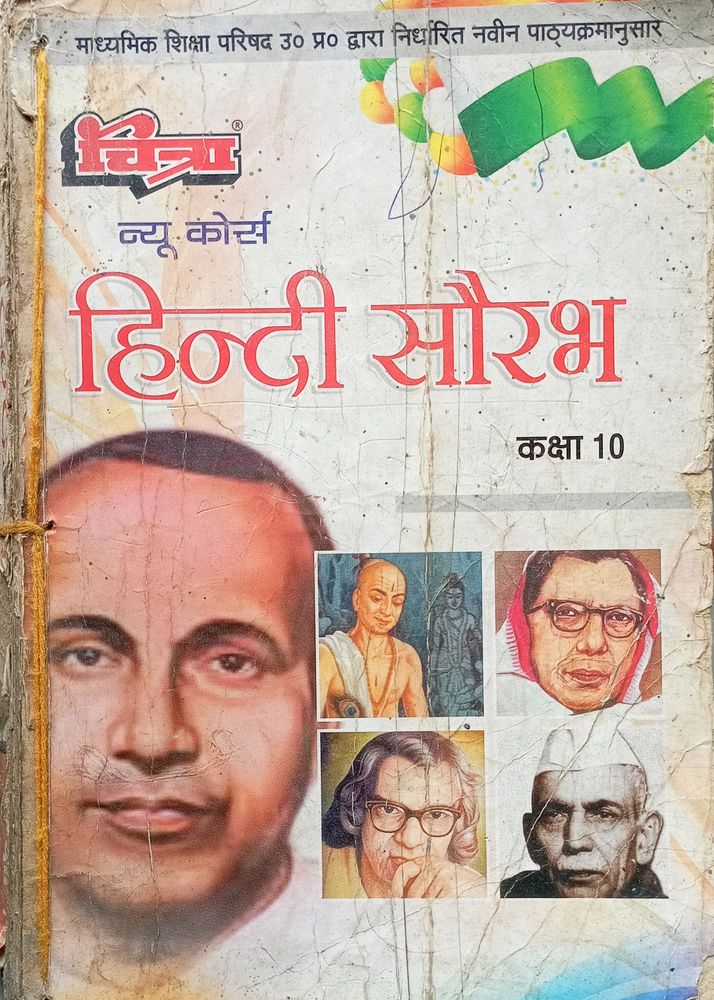 माध्यमिक शिक्षा परिषद उ० प्र० द्वारा निर्धारित नवीन पाठ्यक्रमानुसार
चित्रा®
न्यू कोर्स
हिन्दी सौरभ
कक्षा 10